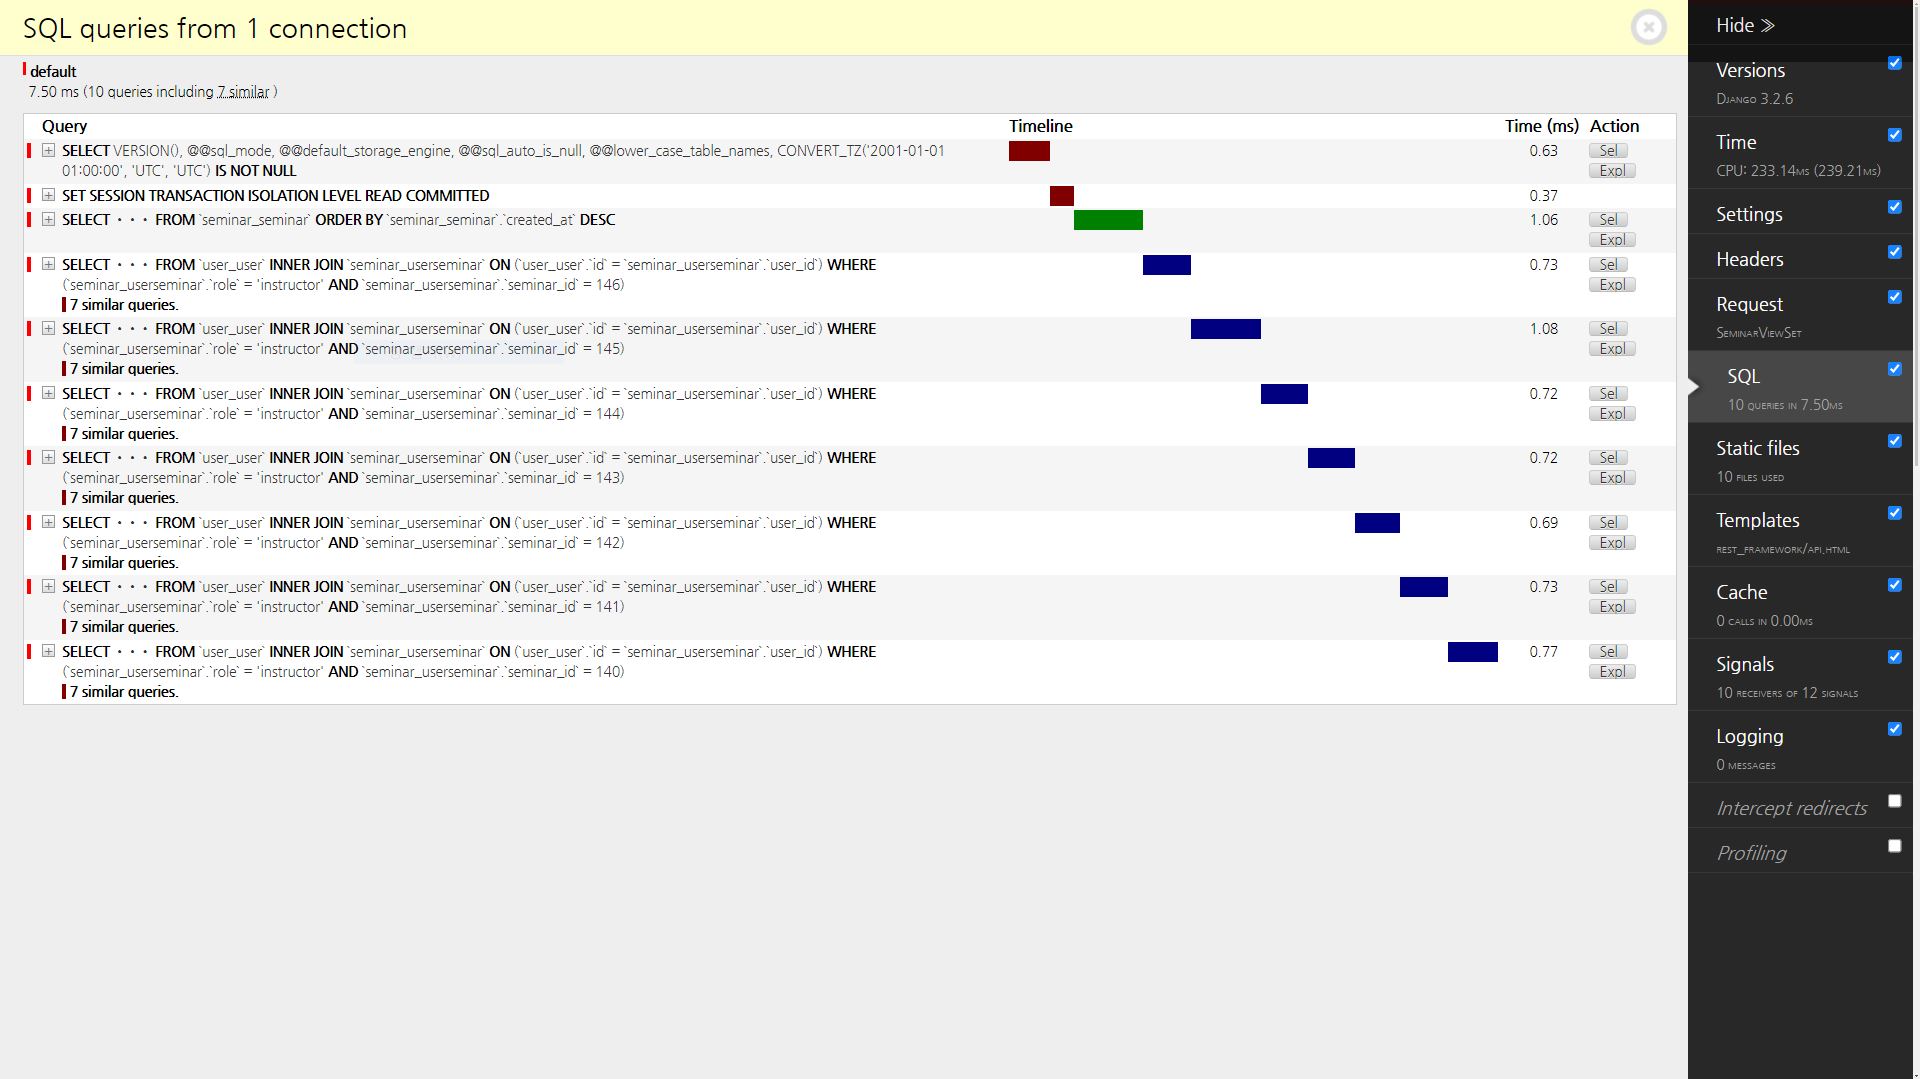 SQL queries from 1 connection
default
7.50 ms (10 queries including 7 similar )
Query Timeline Time (ms) Action
SELECT VERSION(), @@sql_mode, @@default_storage_engine, @@sql_auto_is_null, @@lower_case_table_names, CONVERT_TZ('2001-01-01 0.63 Sel
01:00:00', 'UTC', 'UTC') IS NOT NULL Expl
SET SESSION TRANSACTION ISOLATION LEVEL READ COMMITTED 0.37
SELECT ••• FROM `seminar_seminar` ORDER BY `seminar_seminar`.`created_at` DESC 1.06 Sel
Expl
SELECT ••• FROM `user_user` INNER JOIN `seminar_userseminar` ON (`user_user`.`id` = `seminar_userseminar`.`user_id`) WHERE 0.73 Sel
(`seminar_userseminar`.`role` = 'instructor' AND `seminar_userseminar`.`seminar_id` = 146) Expl
7 similar queries.
SELECT ••• FROM `user_user` INNER JOIN `seminar_userseminar` ON (`user_user`.`id` = `seminar_userseminar`.`user_id`) WHERE 1.08 Sel
(`seminar_userseminar`.`role` = 'instructor' AND `seminar_userseminar`.`seminar_id` = 145) Expl
7 similar queries.
SELECT ••• FROM `user_user` INNER JOIN `seminar_userseminar` ON (`user_user`.`id` = `seminar_userseminar`.`user_id`) WHERE 0.72 Sel
(`seminar_userseminar`.`role` = 'instructor' AND `seminar_userseminar`.`seminar_id` = 144) Expl
7 similar queries.
SELECT ••• FROM `user_user` INNER JOIN `seminar_userseminar` ON (`user_user`.`id` = `seminar_userseminar`.`user_id`) WHERE 0.72 Sel
(`seminar_userseminar`.`role` = 'instructor' AND `seminar_userseminar`.`seminar_id` = 143) Expl
7 similar queries.
SELECT ••• FROM `user_user` INNER JOIN `seminar_userseminar` ON (`user_user`.`id` = `seminar_userseminar`.`user_id`) WHERE 0.69 Sel
(`seminar_userseminar`.`role` = 'instructor' AND `seminar_userseminar`.`seminar_id` = 142) Expl
7 similar queries.
SELECT ••• FROM `user_user` INNER JOIN `seminar_userseminar` ON (`user_user`.`id` = `seminar_userseminar`.`user_id`) WHERE 0.73 Sel
(`seminar_userseminar`.`role` = 'instructor' AND `seminar_userseminar`.`seminar_id` = 141) Expl
7 similar queries.
SELECT ••• FROM `user_user` INNER JOIN `seminar_userseminar` ON (`user_user`.`id` = `seminar_userseminar`.`user_id`) WHERE 0.77 Sel
(`seminar_userseminar`.`role` = 'instructor' AND `seminar_userseminar`.`seminar_id` = 140) Expl
7 similar queries.
Hide »
Versions
Django 3.2.6
Time
CPU: 233.14ms (239.21ms)
Settings
Headers
Request
SeminarViewSet
SQL
10 queries in 7.50ms
Static files
10 files used
Templates
rest_framework/api.html
Cache
0 calls in 0.00ms
Signals
10 receivers of 12 signals
Logging
0 messages
Intercept redirects
Profiling